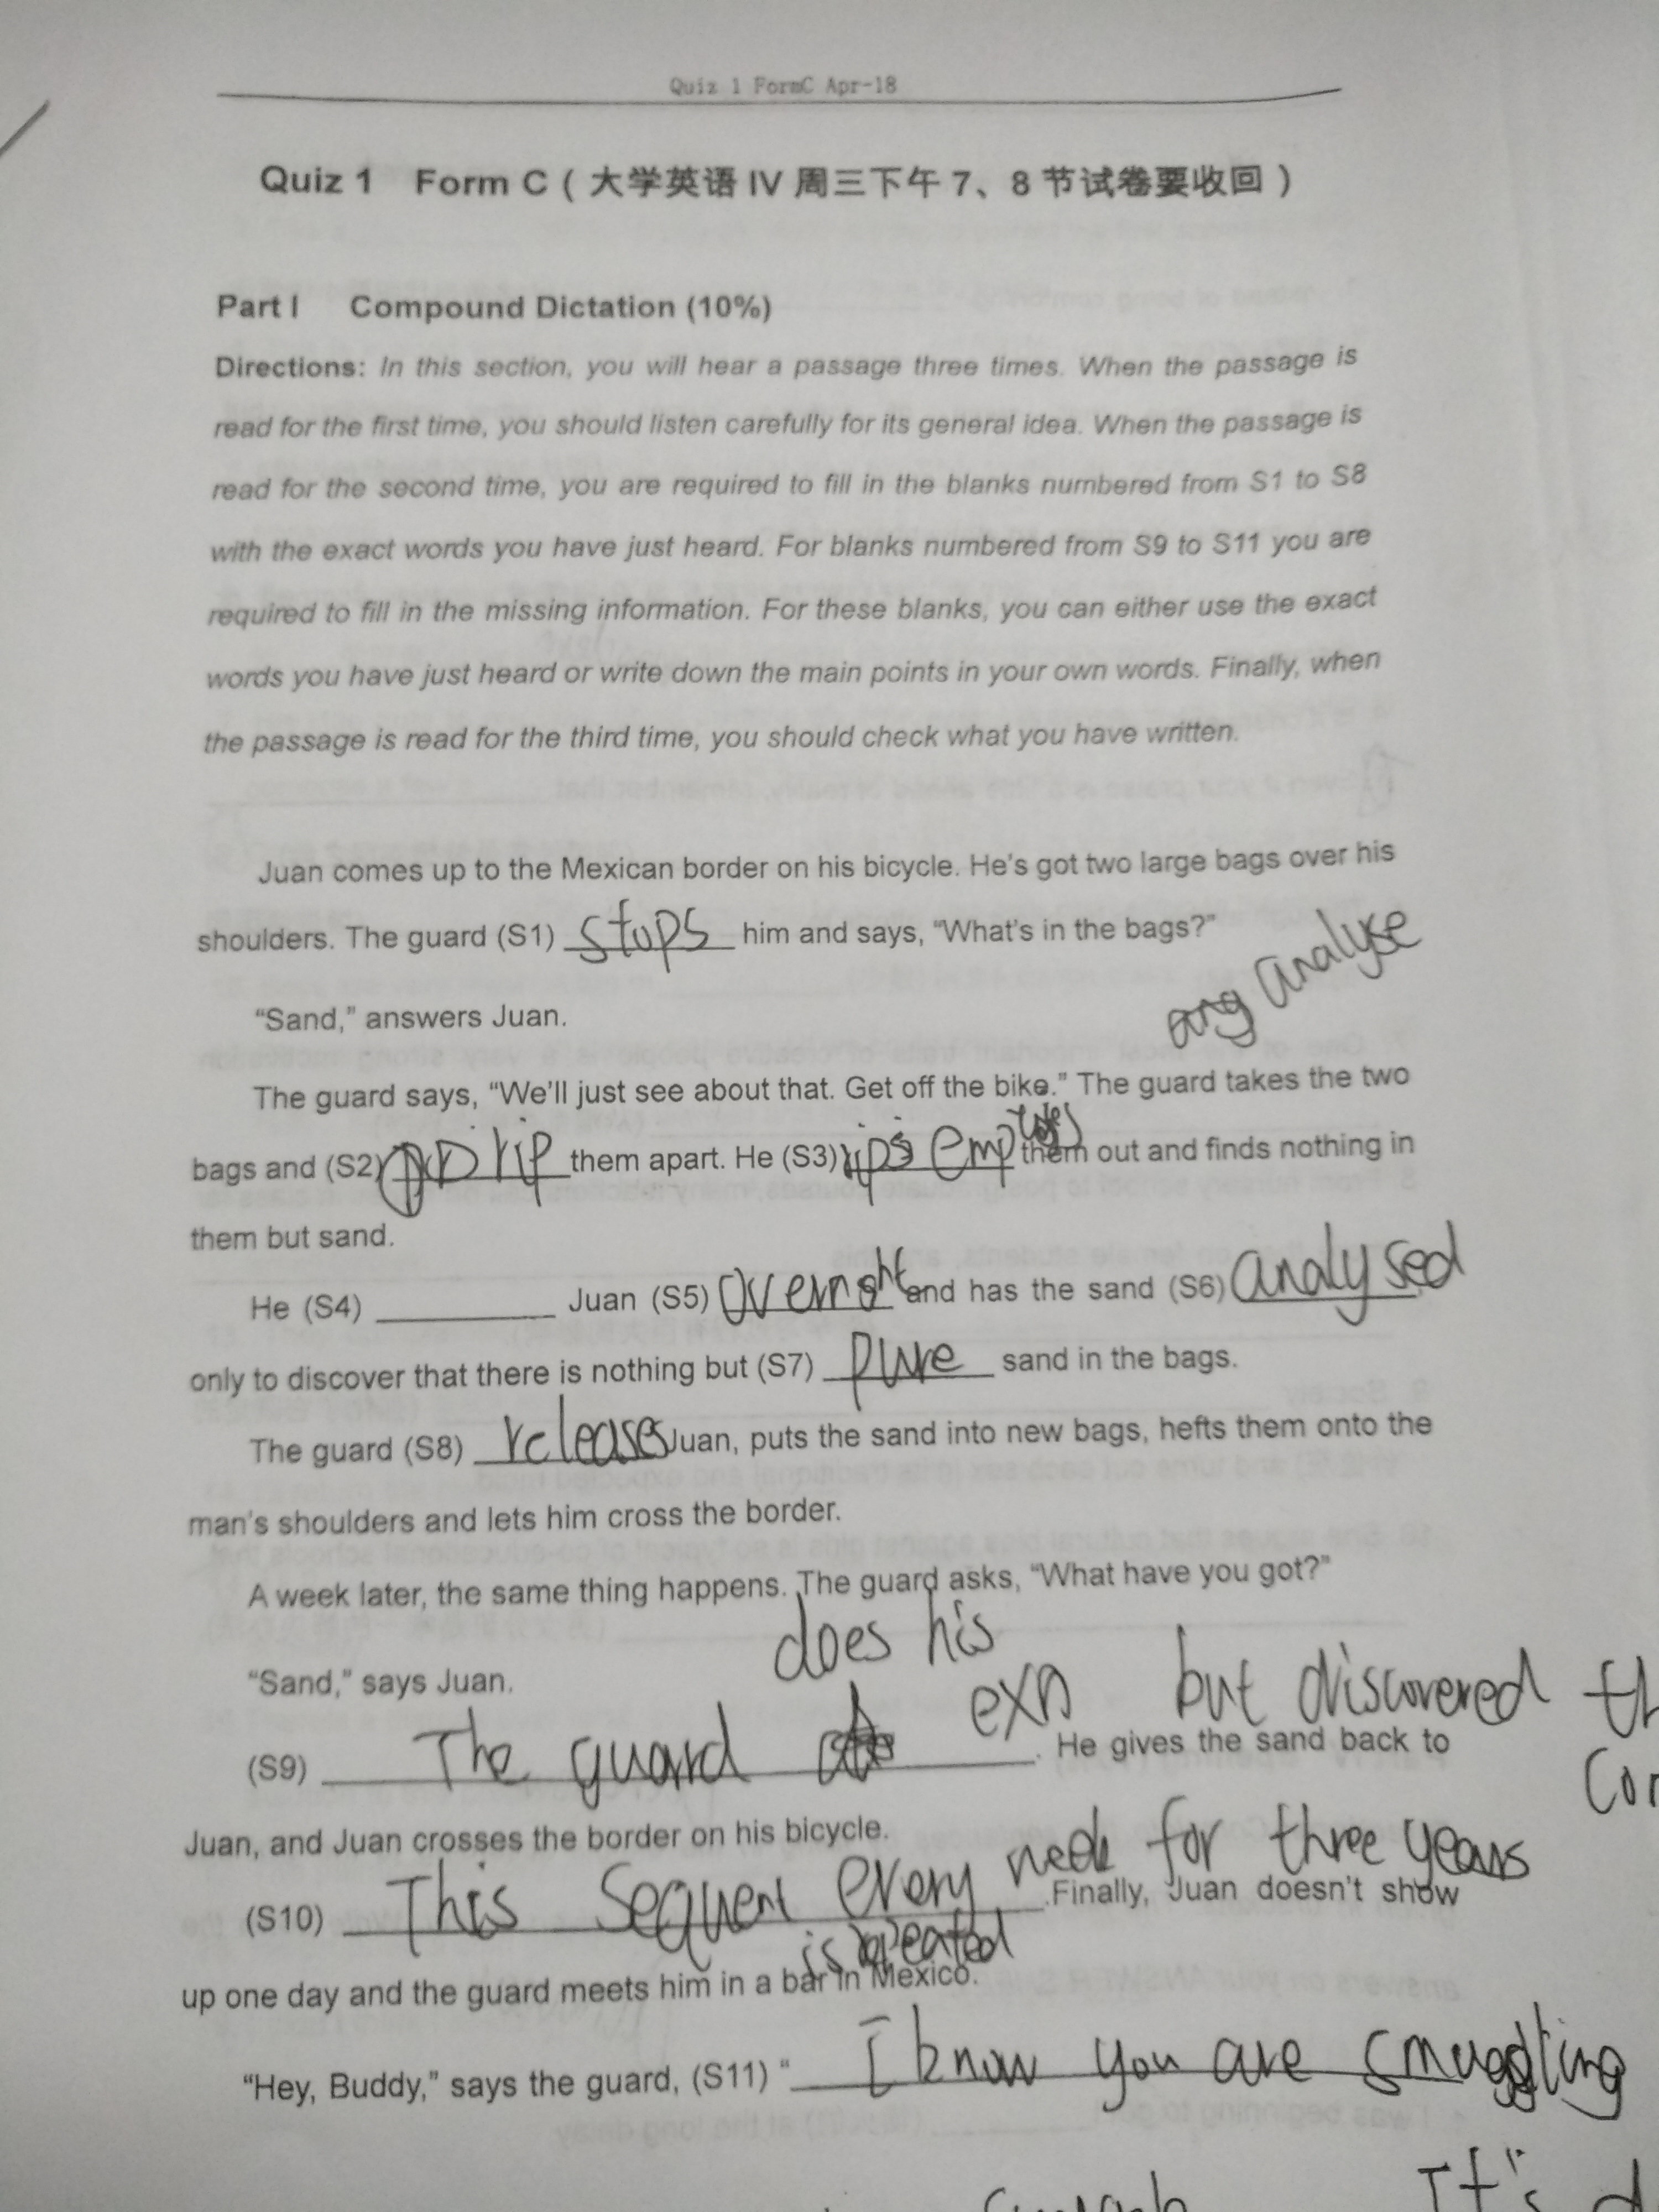 Quiz 1 FormC Apr-18
Quiz 1 Form C ( 大学英语 IV 周三下午 7、8 节试卷要收回 )
Part I Compound Dictation (10%)
Directions: In this section, you will hear a passage three times. When the passage is
read for the first time, you should listen carefully for its general idea. When the passage is
read for the second time, you are required to fill in the blanks numbered from S1 to S8
with the exact words you have just heard. For blanks numbered from S9 to S11 you are
required to fill in the missing information. For these blanks, you can either use the exact
words you have just heard or write down the main points in your own words. Finally, when
the passage is read for the third time, you should check what you have written.
Juan comes up to the Mexican border on his bicycle. He's got two large bags over his
shoulders. The guard (S1) stops him and says, “What's in the bags?”
analyse
“Sand,” answers Juan.
The guard says, “We'll just see about that. Get off the bike.” The guard takes the two
bags and (S2) rip them apart. He (S3) emp them out and finds nothing in
them but sand.
He (S4) Juan (S5) overnght and has the sand (S6) analysed
only to discover that there is nothing but (S7) pure sand in the bags.
The guard (S8) releases Juan, puts the sand into new bags, hefts them onto the
man's shoulders and lets him cross the border.
A week later, the same thing happens. The guard asks, “What have you got?”
does his
“Sand,” says Juan.
exa but discovered th
(S9) The guard . He gives the sand back to
Con
Juan, and Juan crosses the border on his bicycle.
week for three years
(S10) This Sequen every .Finally, Juan doesn't show
is repeated
up one day and the guard meets him in a bar in Mexico.
“Hey, Buddy,” says the guard, (S11) “ I know you are smuggling
It's d